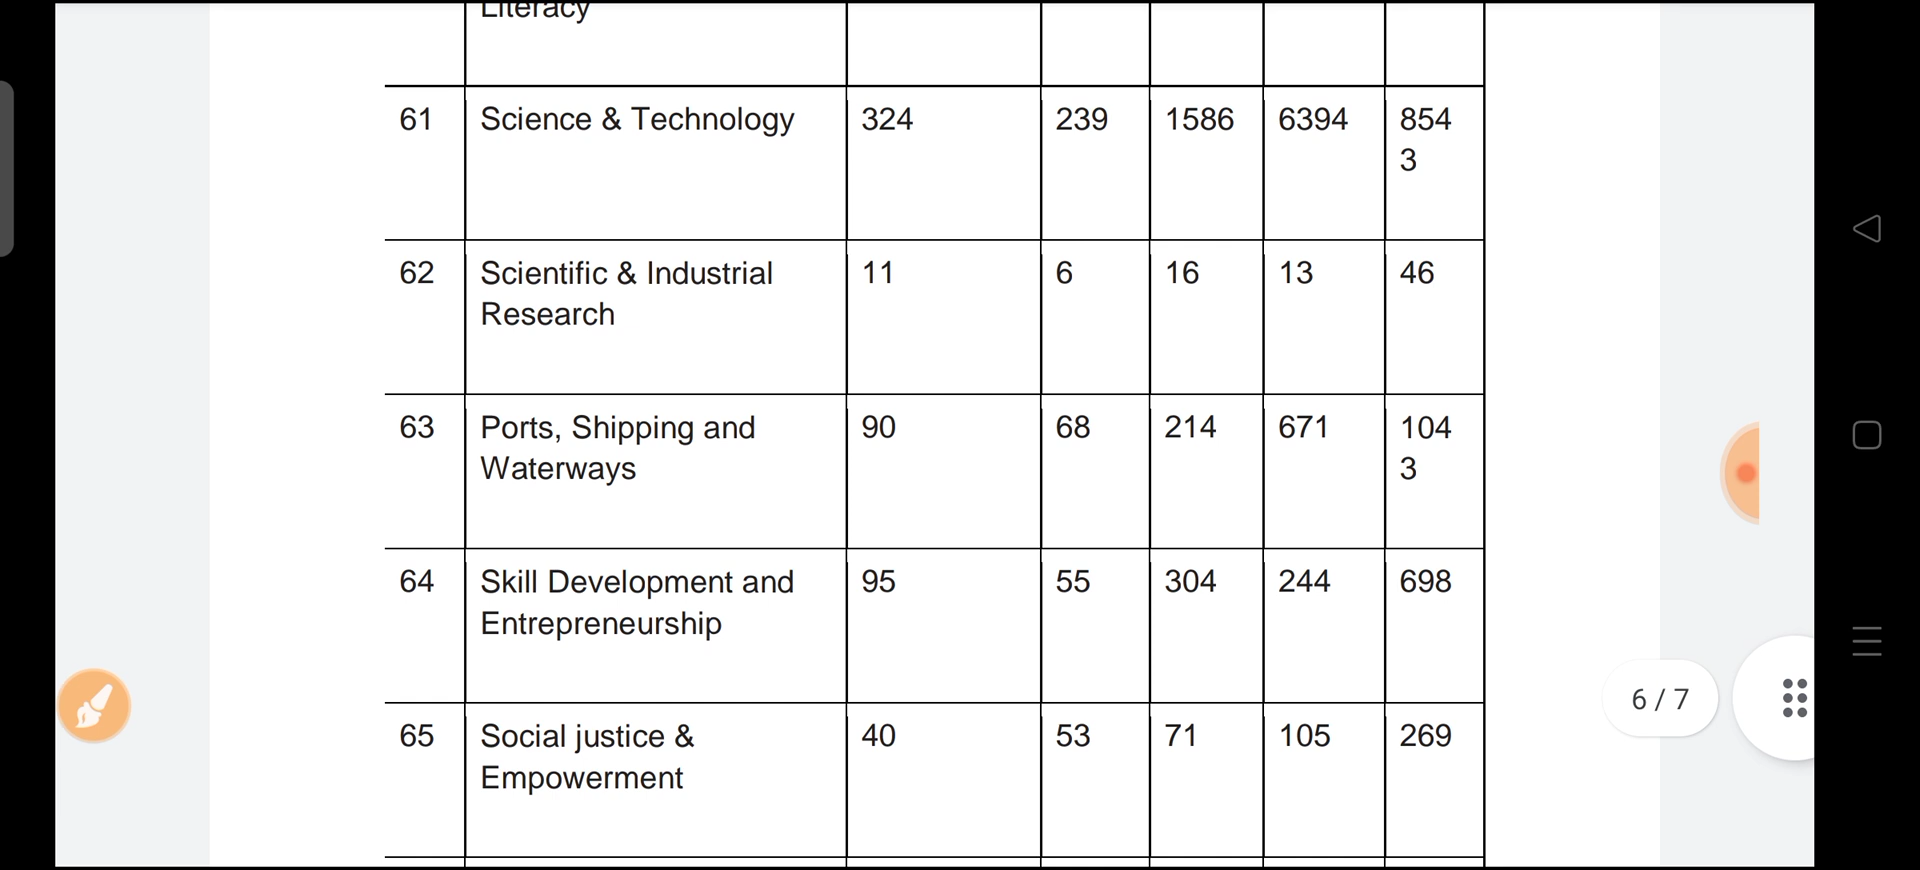 Literacy
61 Science & Technology 324 239 1586 6394 854
3
62 Scientific & Industrial 11 6 16 13 46
Research
63 Ports, Shipping and 90 68 214 671 104
Waterways 3
64 Skill Development and 95 55 304 244 698
Entrepreneurship
6 / 7
65 Social justice & 40 53 71 105 269
Empowerment